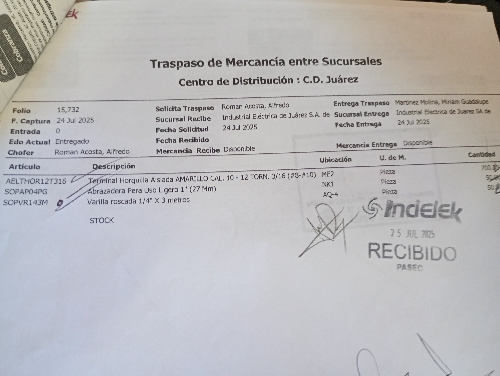 Traspaso de Mercancía entre Sucursales
Centro de Distribución : C.D. Juárez
Folio 15,732 Solicita Traspaso Roman Acosta, Alfredo Entrega Traspaso Martinez Molina, Miriam Guadalupe
F. Captura 24 Jul 2025 Sucursal Recibe Industrial Eléctrica de Juárez S.A. de Sucursal Entrega Industrial Eléctrica de Juárez SA de
Entrada 0 Fecha Solicitud 24 Jul 2025 Fecha Entrega 24 Jul 2025
Edo Actual Entregado Fecha Recibido
Chofer Roman Acosta, Alfredo Mercancía Recibe Disponible Mercancía Entrega Disponible
Artículo Descripción Ubicación U. de M. Cantidad
Terminal Horquilla Aislada AMARILLO CAL. 10 - 12 TORN. 3/16 (#8-#10) ME2 Pieza
SOPAP04PG Abrazadera Pera Uso Ligero 1" (27 Mm) NK1 Pieza
SOPVR143M Varilla roscada 1/4" X 3 metros AQ-4 Pieza
STOCK
indelek
25 JUL 2025
RECIBIDO
PASEC